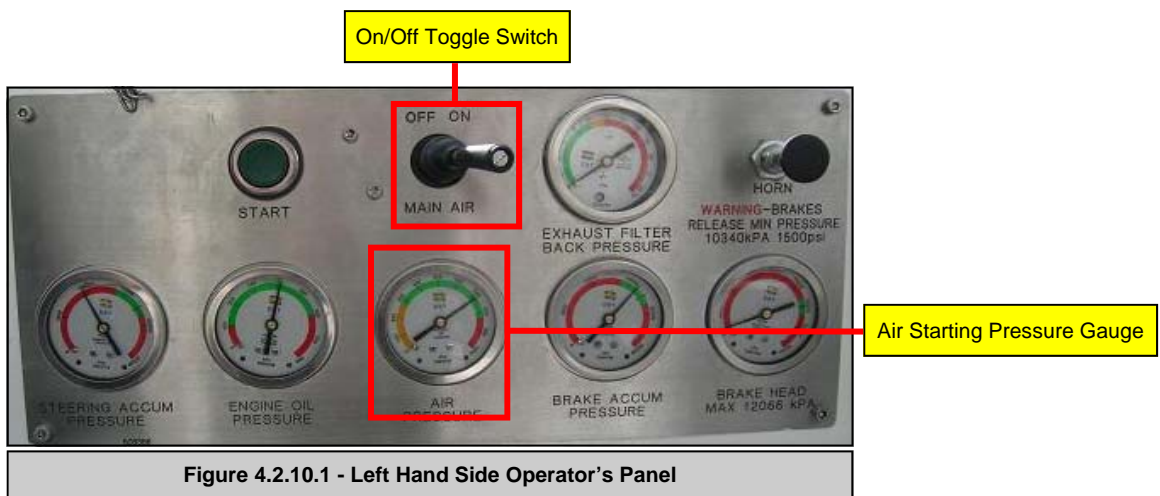 On/Off Toggle Switch
OFF ON
START
MAIN AIR
EXHAUST FILTER
BACK PRESSURE
HORN
WARNING-BRAKES
RELEASE MIN PRESSURE
10340kPA 1500psi
Air Starting Pressure Gauge
STEERING ACCUM
PRESSURE
ENGINE OIL
PRESSURE
AIR
PRESSURE
BRAKE ACCUM
PRESSURE
BRAKE HEAD
MAX 12066 kPA
Figure 4.2.10.1 - Left Hand Side Operator's Panel